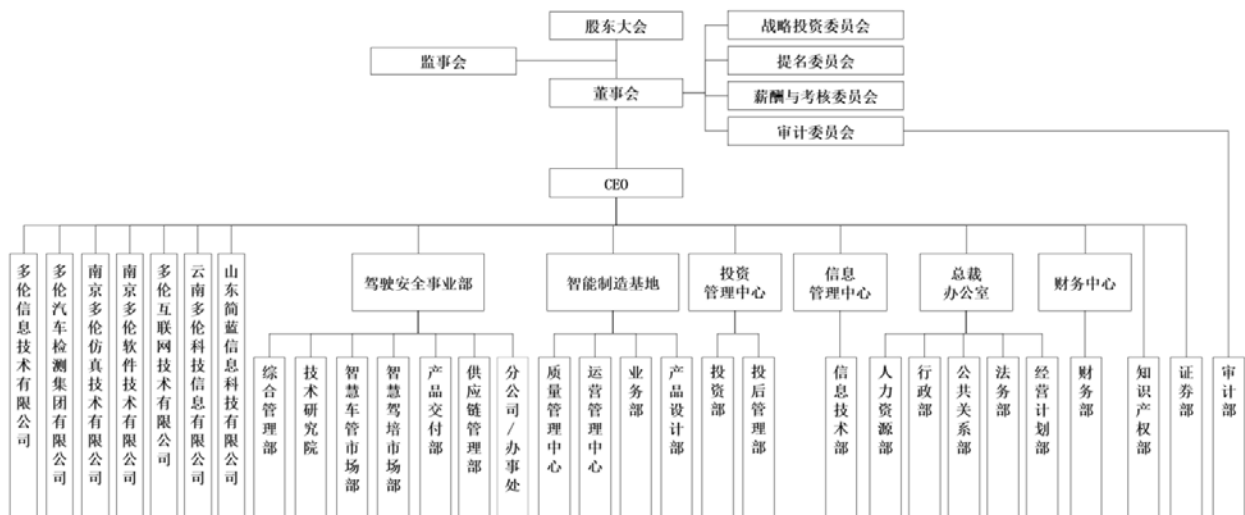 股东大会
监事会
董事会
战略投资委员会
提名委员会
薪酬与考核委员会
审计委员会
CEO
多伦信息技术有限公司
多伦汽车检测集团有限公司
南京多伦仿真技术有限公司
南京多伦软件技术有限公司
多伦互联网技术有限公司
云南多伦科技信息有限公司
山东简蓝信息科技有限公司
驾驶安全事业部
智能制造基地
投资
管理中心
信息
管理中心
总裁
办公室
财务中心
综合管理部
技术研究院
智慧车管市场部
智慧驾培市场部
产品交付部
供应链管理部
分公司/办事处
质量管理中心
运营管理中心
业务部
产品设计部
投资部
投后管理部
信息技术部
人力资源部
行政部
公共关系部
法务部
经营计划部
财务部
知识产权部
证券部
审计部